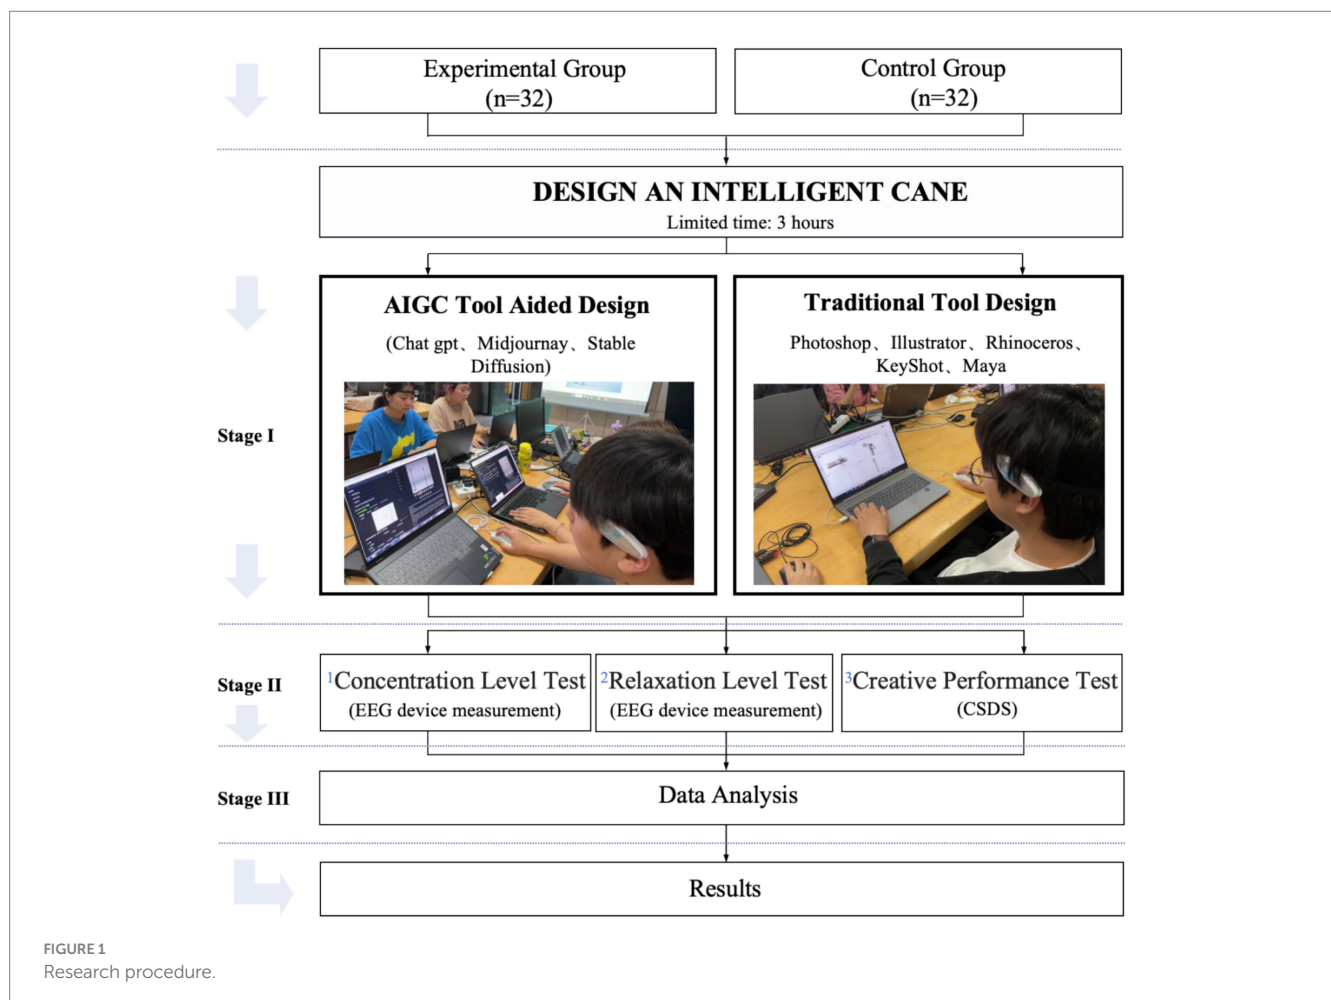 Experimental Group
(n=32)
Control Group
(n=32)
DESIGN AN INTELLIGENT CANE
Limited time: 3 hours
AIGC Tool Aided Design
(Chat gpt、Midjournay、Stable
Diffusion)
Traditional Tool Design
Photoshop、Illustrator、Rhinoceros、
KeyShot、Maya
Stage I
Stage II
1Concentration Level Test
(EEG device measurement)
2Relaxation Level Test
(EEG device measurement)
3Creative Performance Test
(CSDS)
Stage III
Data Analysis
Results
FIGURE 1
Research procedure.